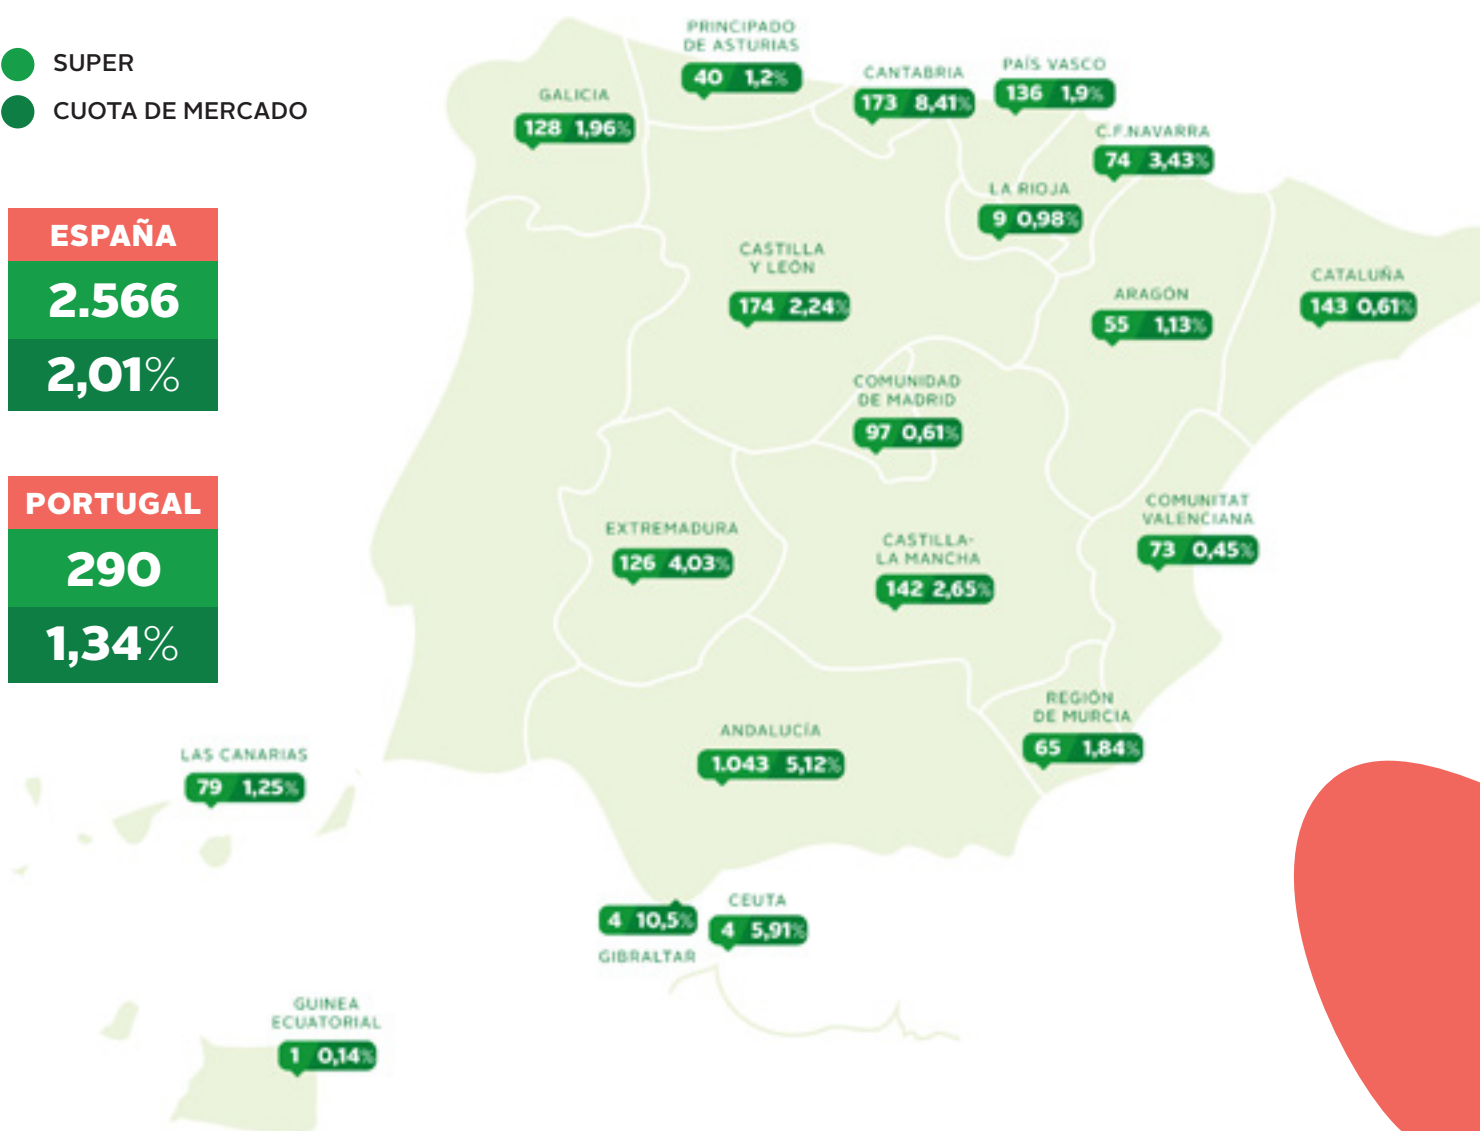 SUPER
CUOTA DE MERCADO
ESPAÑA
2.566
2,01%
PORTUGAL
290
1,34%
PRINCIPADO
DE ASTURIAS
40 1,2%
GALICIA
128 1,96%
CANTABRIA
173 8,41%
PAÍS VASCO
136 1,9%
C.F.NAVARRA
74 3,43%
LA RIOJA
9 0,98%
CASTILLA
Y LEÓN
174 2,24%
ARAGÓN
55 1,13%
CATALUÑA
143 0,61%
COMUNIDAD
DE MADRID
97 0,61%
EXTREMADURA
126 4,03%
CASTILLA-
LA MANCHA
142 2,65%
COMUNITAT
VALENCIANA
73 0,45%
REGIÓN
DE MURCIA
65 1,84%
ANDALUCÍA
1.043 5,12%
LAS CANARIAS
79 1,25%
4 10,5%
GIBRALTAR
CEUTA
4 5,91%
GUINEA
ECUATORIAL
1 0,14%